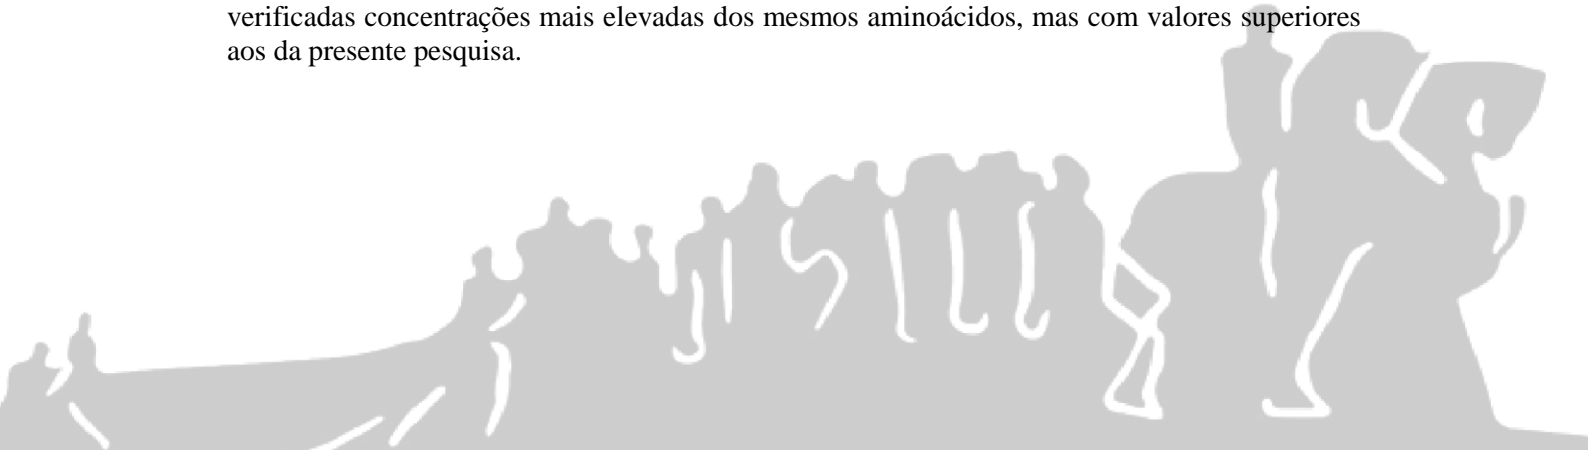 verificadas concentrações mais elevadas dos mesmos aminoácidos, mas com valores superiores
aos da presente pesquisa.